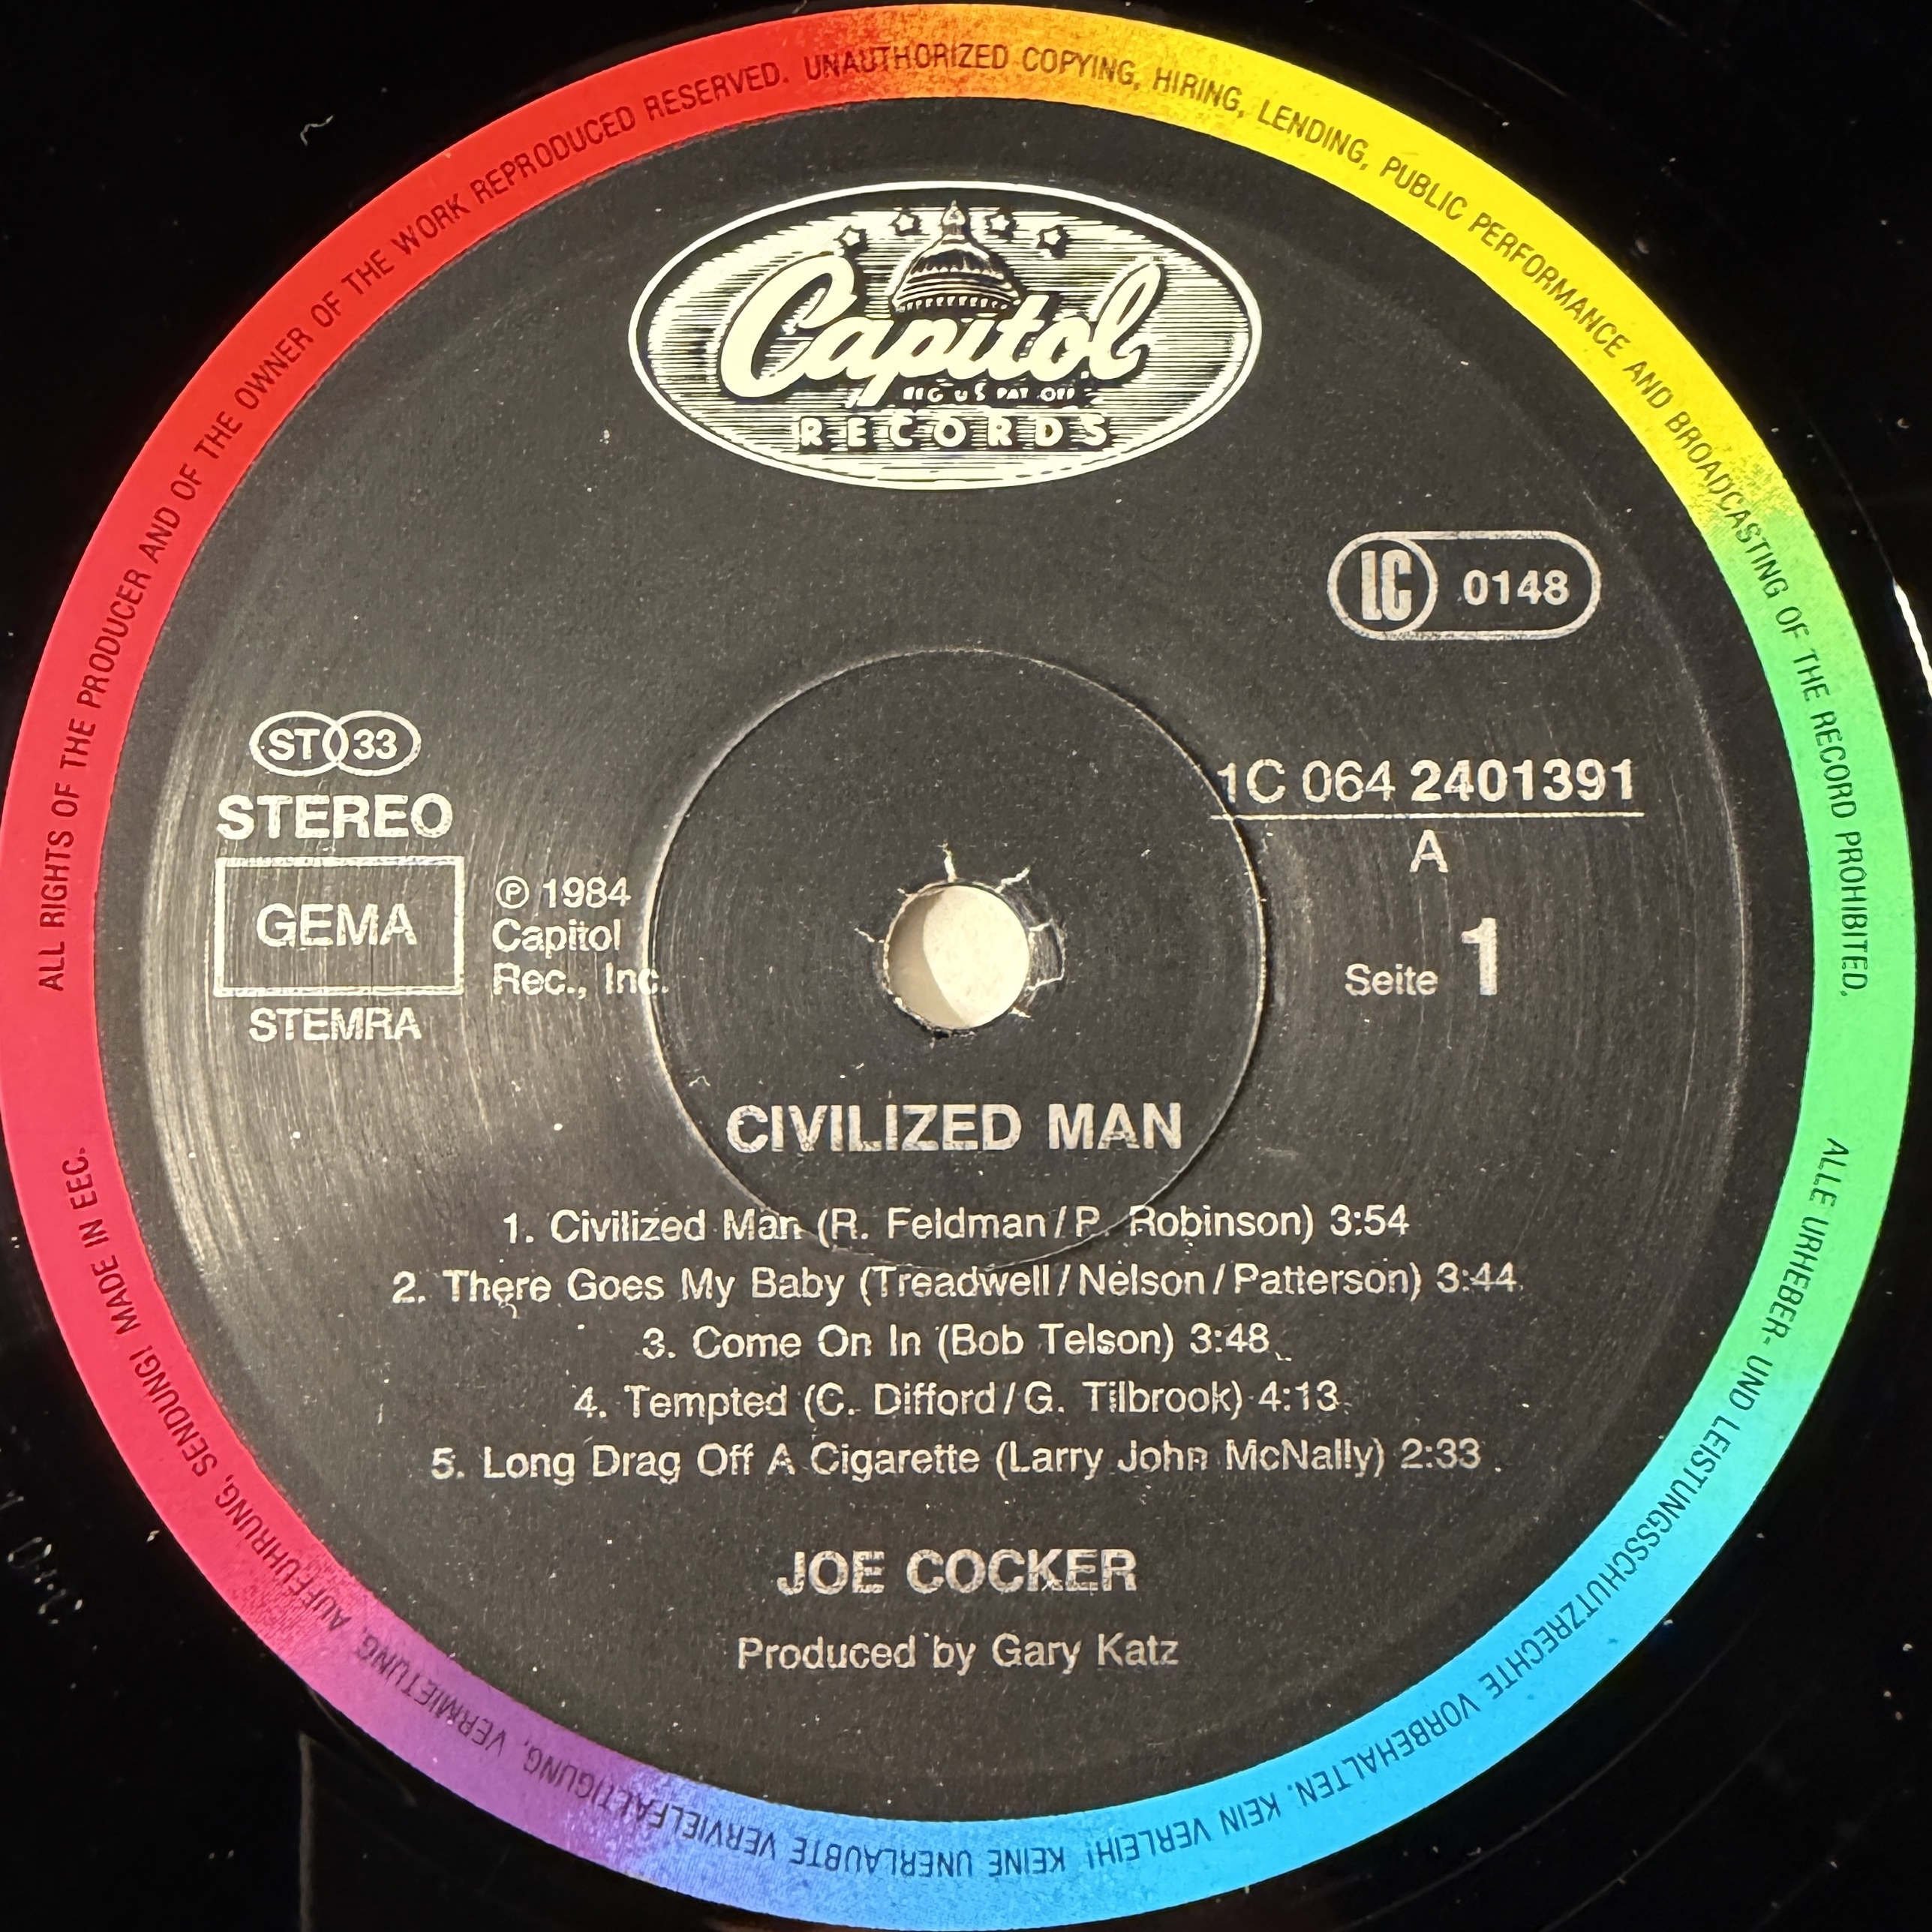 ALL RIGHTS OF THE PRODUCER AND OF THE OWNER OF THE WORK REPRODUCED RESERVED. UNAUTHORIZED COPYING, HIRING, LENDING, PUBLIC PERFORMANCE AND BROADCASTING OF THE RECORD PROHIBITED.
Capitol
REG US PAT OFF
RECORDS
LC 0148
ST 33
STEREO
GEMA
STEMRA
℗ 1984
Capitol
Rec., Inc.
1C 064 2401391
A
Seite 1
CIVILIZED MAN
1. Civilized Man (R. Feldman/P. Robinson) 3:54
2. There Goes My Baby (Treadwell/Nelson/Patterson) 3:44
3. Come On In (Bob Telson) 3:48
4. Tempted (C. Difford/G. Tilbrook) 4:13
5. Long Drag Off A Cigarette (Larry John McNally) 2:33
JOE COCKER
Produced by Gary Katz
ALLE URHEBER- UND LEISTUNGSSCHUTZRECHTE VORBEHALTEN. KEIN VERLEIH! KEINE UNERLAUBTE VERVIELFÄLTIGUNG, VERMIETUNG, AUFFÜHRUNG, SENDUNG! MADE IN EEC.